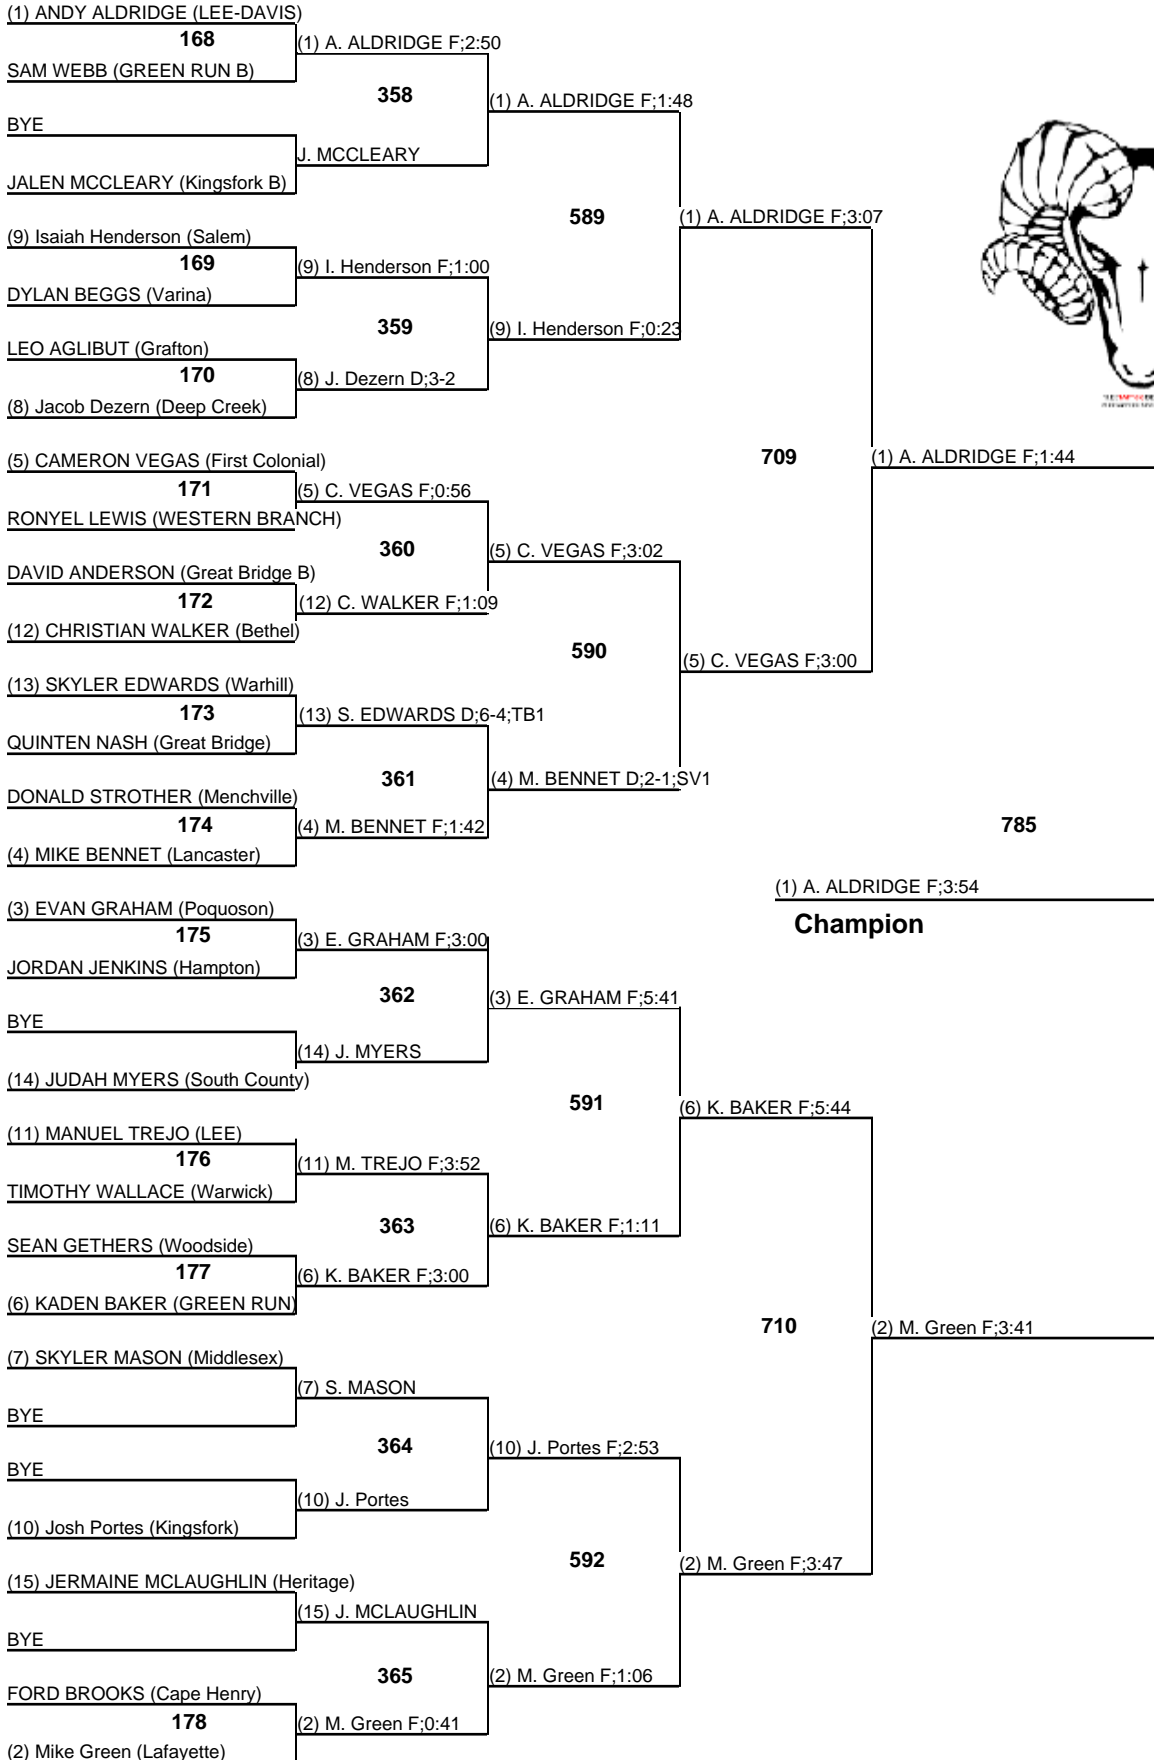 (1) ANDY ALDRIDGE (LEE-DAVIS)
168
(1) A. ALDRIDGE F;2:50
SAM WEBB (GREEN RUN B)
358
(1) A. ALDRIDGE F;1:48
BYE
J. MCCLEARY
JALEN MCCLEARY (Kingsfork B)
589
(1) A. ALDRIDGE F;3:07
(9) Isaiah Henderson (Salem)
169
(9) I. Henderson F;1:00
DYLAN BEGGS (Varina)
359
(9) I. Henderson F;0:23
LEO AGLIBUT (Grafton)
170
(8) J. Dezern D;3-2
(8) Jacob Dezern (Deep Creek)
709
(1) A. ALDRIDGE F;1:44
(5) CAMERON VEGAS (First Colonial)
171
(5) C. VEGAS F;0:56
RONYEL LEWIS (WESTERN BRANCH)
360
(5) C. VEGAS F;3:02
DAVID ANDERSON (Great Bridge B)
172
(12) C. WALKER F;1:09
(12) CHRISTIAN WALKER (Bethel)
590
(5) C. VEGAS F;3:00
(13) SKYLER EDWARDS (Warhill)
173
(13) S. EDWARDS D;6-4;TB1
QUINTEN NASH (Great Bridge)
361
(4) M. BENNET D;2-1;SV1
DONALD STROTHER (Menchville)
174
(4) M. BENNET F;1:42
(4) MIKE BENNET (Lancaster)
785
(1) A. ALDRIDGE F;3:54
Champion
(3) EVAN GRAHAM (Poquoson)
175
(3) E. GRAHAM F;3:00
JORDAN JENKINS (Hampton)
362
(3) E. GRAHAM F;5:41
BYE
(14) J. MYERS
(14) JUDAH MYERS (South County)
591
(6) K. BAKER F;5:44
(11) MANUEL TREJO (LEE)
176
(11) M. TREJO F;3:52
TIMOTHY WALLACE (Warwick)
363
(6) K. BAKER F;1:11
SEAN GETHERS (Woodside)
177
(6) K. BAKER F;3:00
(6) KADEN BAKER (GREEN RUN)
710
(2) M. Green F;3:41
(7) SKYLER MASON (Middlesex)
(7) S. MASON
BYE
364
(10) J. Portes F;2:53
BYE
(10) J. Portes
(10) Josh Portes (Kingsfork)
592
(2) M. Green F;3:47
(15) JERMAINE MCLAUGHLIN (Heritage)
(15) J. MCLAUGHLIN
BYE
365
(2) M. Green F;1:06
FORD BROOKS (Cape Henry)
178
(2) M. Green F;0:41
(2) Mike Green (Lafayette)